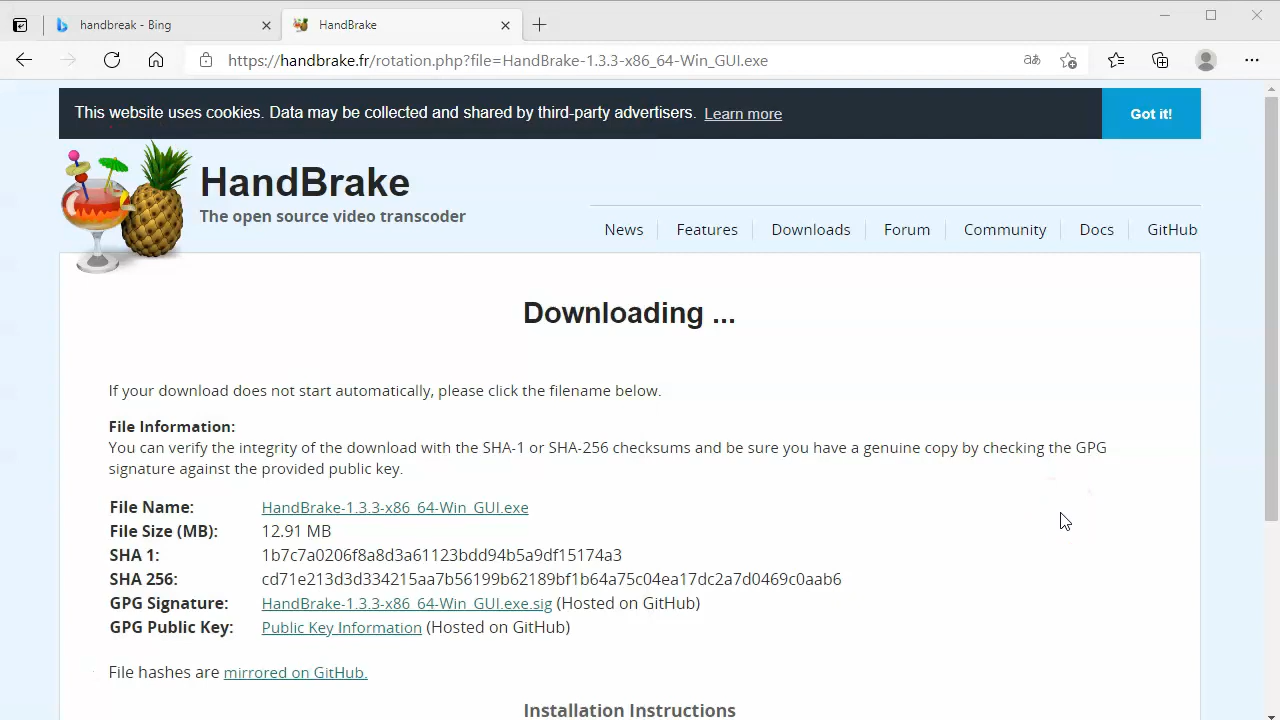 handbreak - Bing
HandBrake
https://handbrake.fr/rotation.php?file=HandBrake-1.3.3-x86_64-Win_GUI.exe
This website uses cookies. Data may be collected and shared by third-party advertisers. Learn more
Got it!
HandBrake
The open source video transcoder
News
Features
Downloads
Forum
Community
Docs
GitHub
Downloading ...
If your download does not start automatically, please click the filename below.
File Information:
You can verify the integrity of the download with the SHA-1 or SHA-256 checksums and be sure you have a genuine copy by checking the GPG
signature against the provided public key.
File Name: HandBrake-1.3.3-x86_64-Win_GUI.exe
File Size (MB): 12.91 MB
SHA 1: 1b7c7a0206f8a8d3a61123bdd94b5a9df15174a3
SHA 256: cd71e213d3d334215aa7b56199b62189bf1b64a75c04ea17dc2a7d0469c0aab6
GPG Signature: HandBrake-1.3.3-x86_64-Win_GUI.exe.sig (Hosted on GitHub)
GPG Public Key: Public Key Information (Hosted on GitHub)
File hashes are mirrored on GitHub.
Installation Instructions